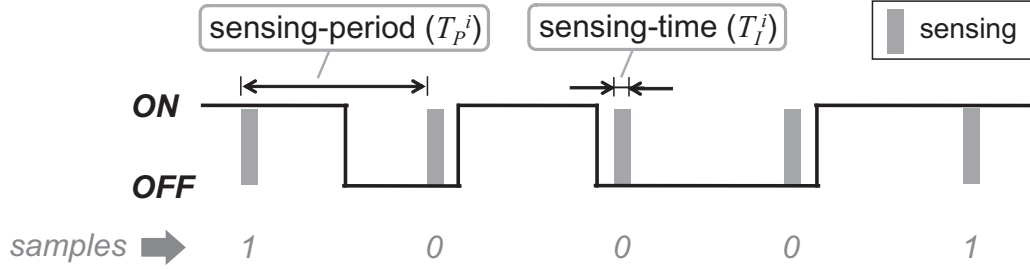 sensing-period (T_P^i)
sensing-time (T_I^i)
sensing
ON
OFF
samples 1 0 0 0 1